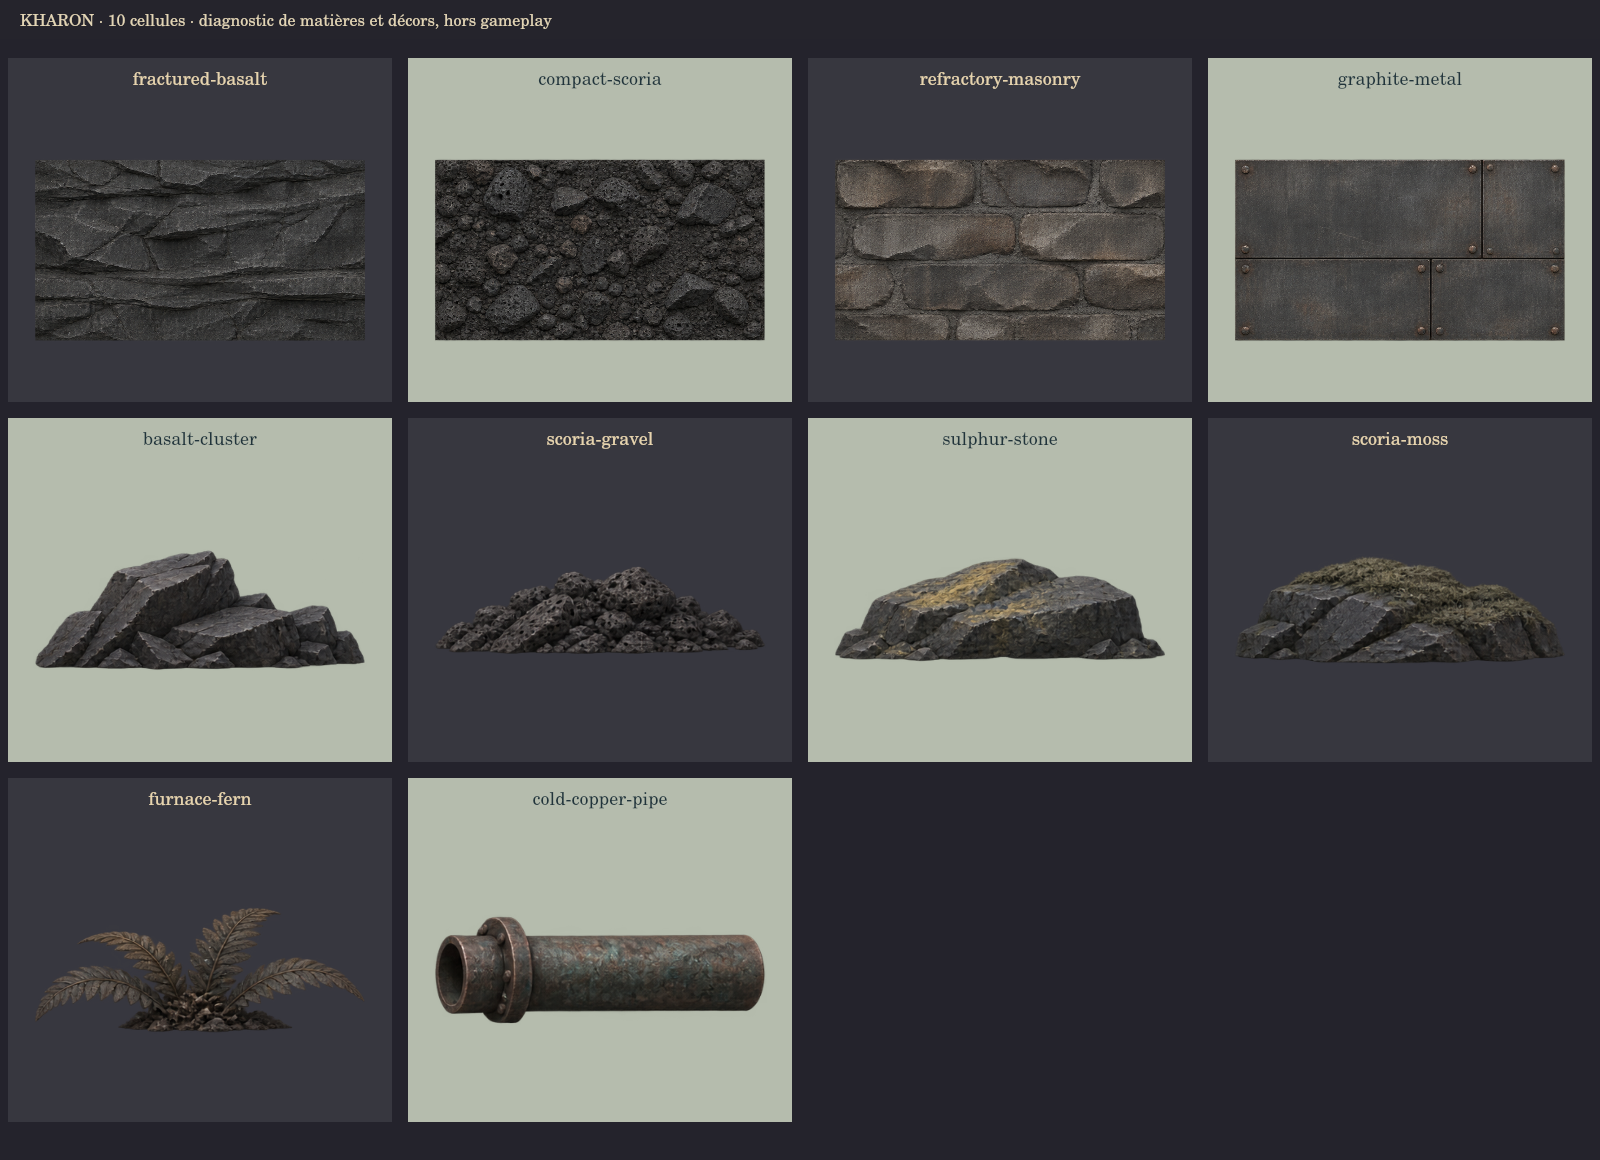 KHARON · 10 cellules · diagnostic de matières et décors, hors gameplay
fractured-basalt
compact-scoria
refractory-masonry
graphite-metal
basalt-cluster
scoria-gravel
sulphur-stone
scoria-moss
furnace-fern
cold-copper-pipe